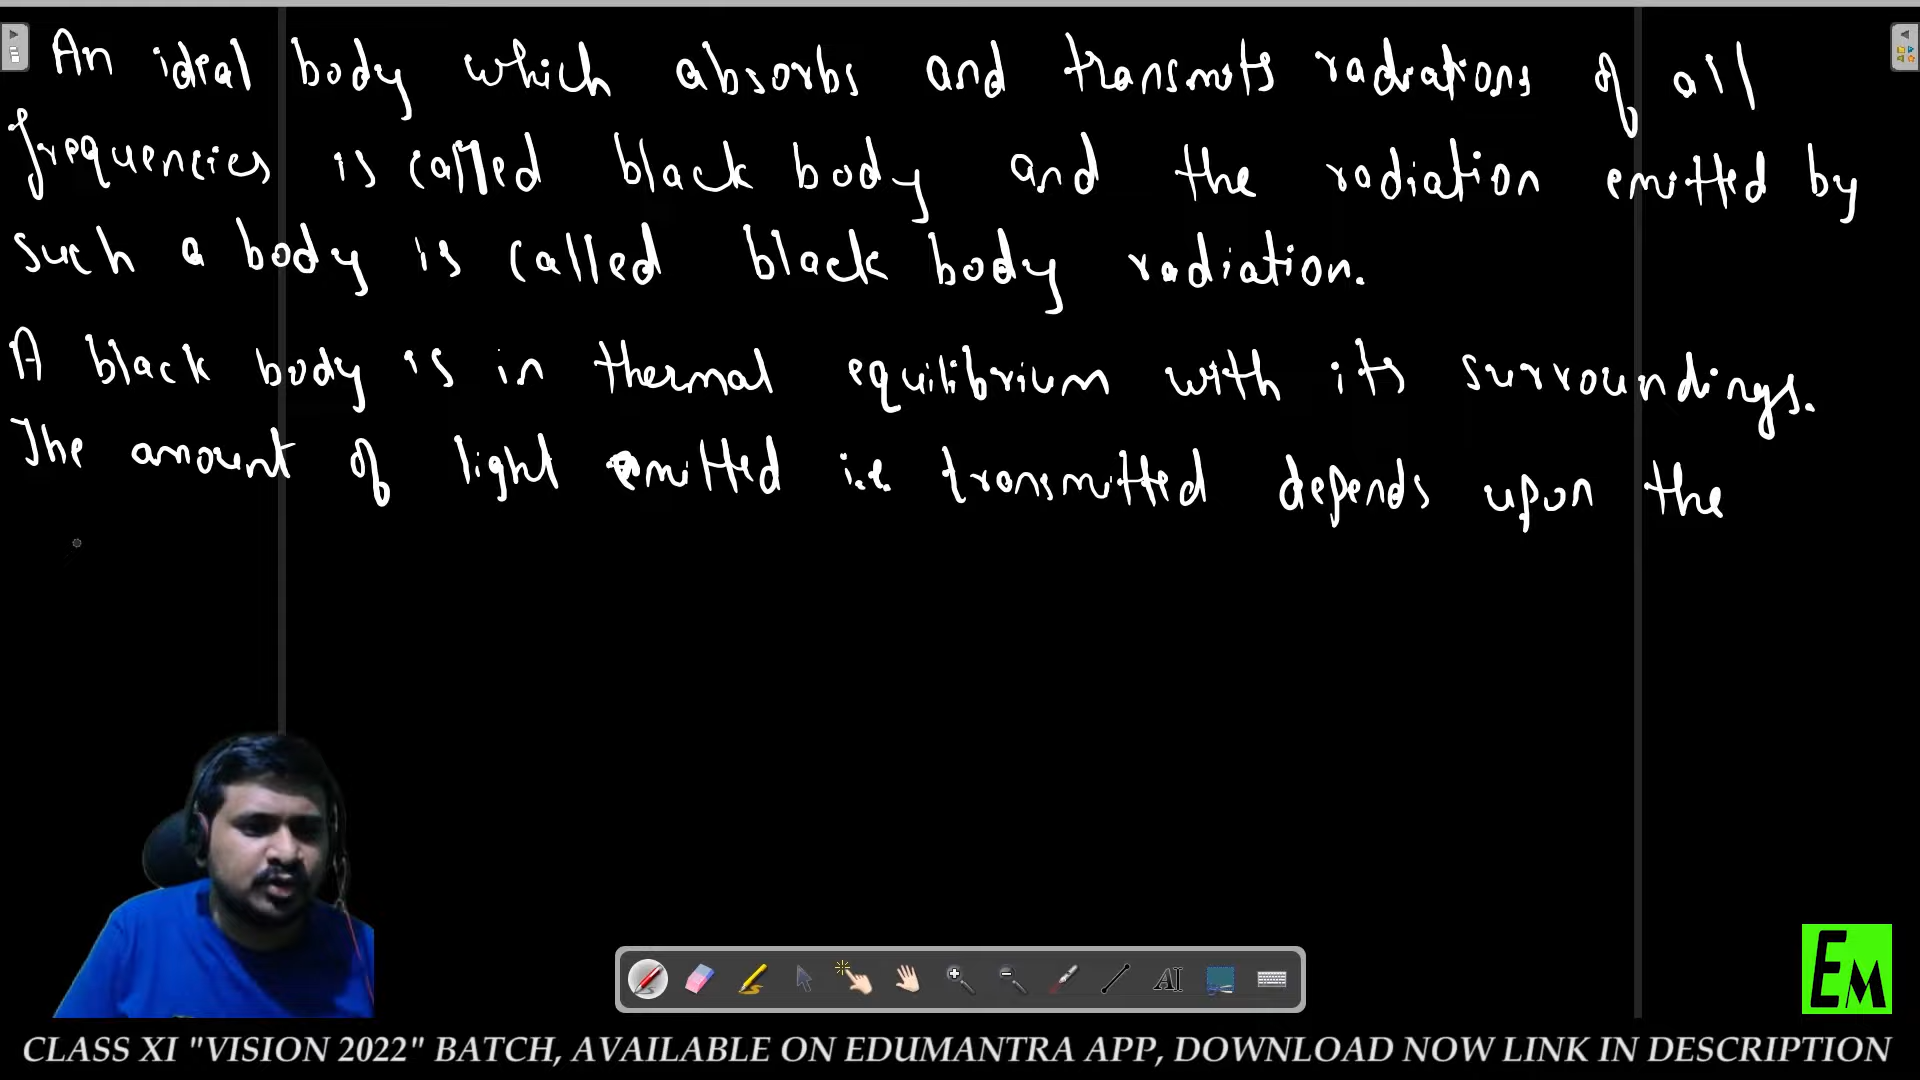 An ideal body which absorbs and transmits radiations of all
frequencies is called black body and the radiation emitted by
such a body is called black body radiation.
A black body is in thermal equilibrium with its surroundings.
The amount of light emitted i.e. transmitted depends upon the
AI
EM
CLASS XI "VISION 2022" BATCH, AVAILABLE ON EDUMANTRA APP, DOWNLOAD NOW LINK IN DESCRIPTION